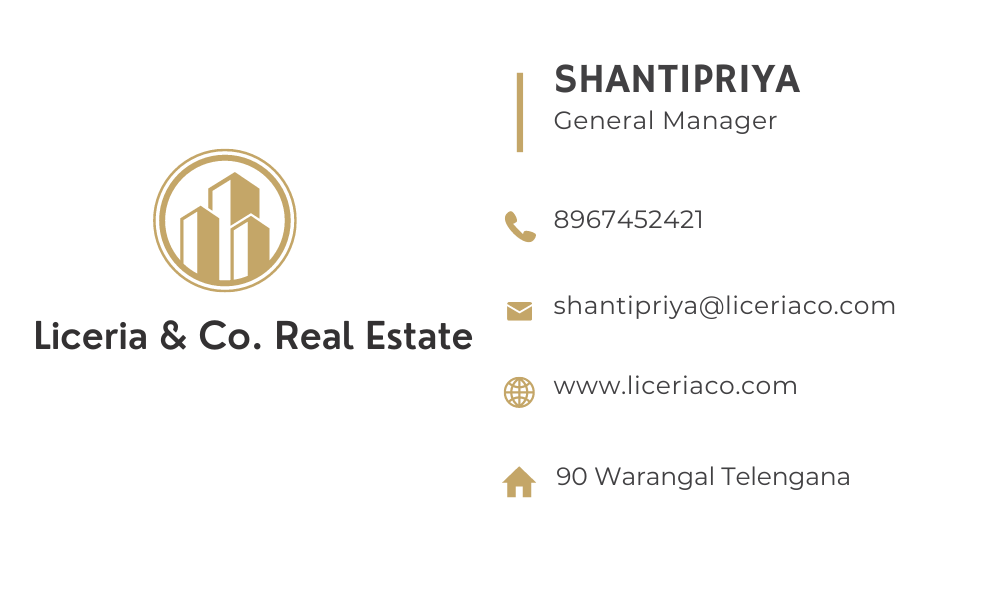 SHANTIPRIYA
General Manager
8967452421
shantipriya@liceriaco.com
www.liceriaco.com
90 Warangal Telengana
Liceria & Co. Real Estate